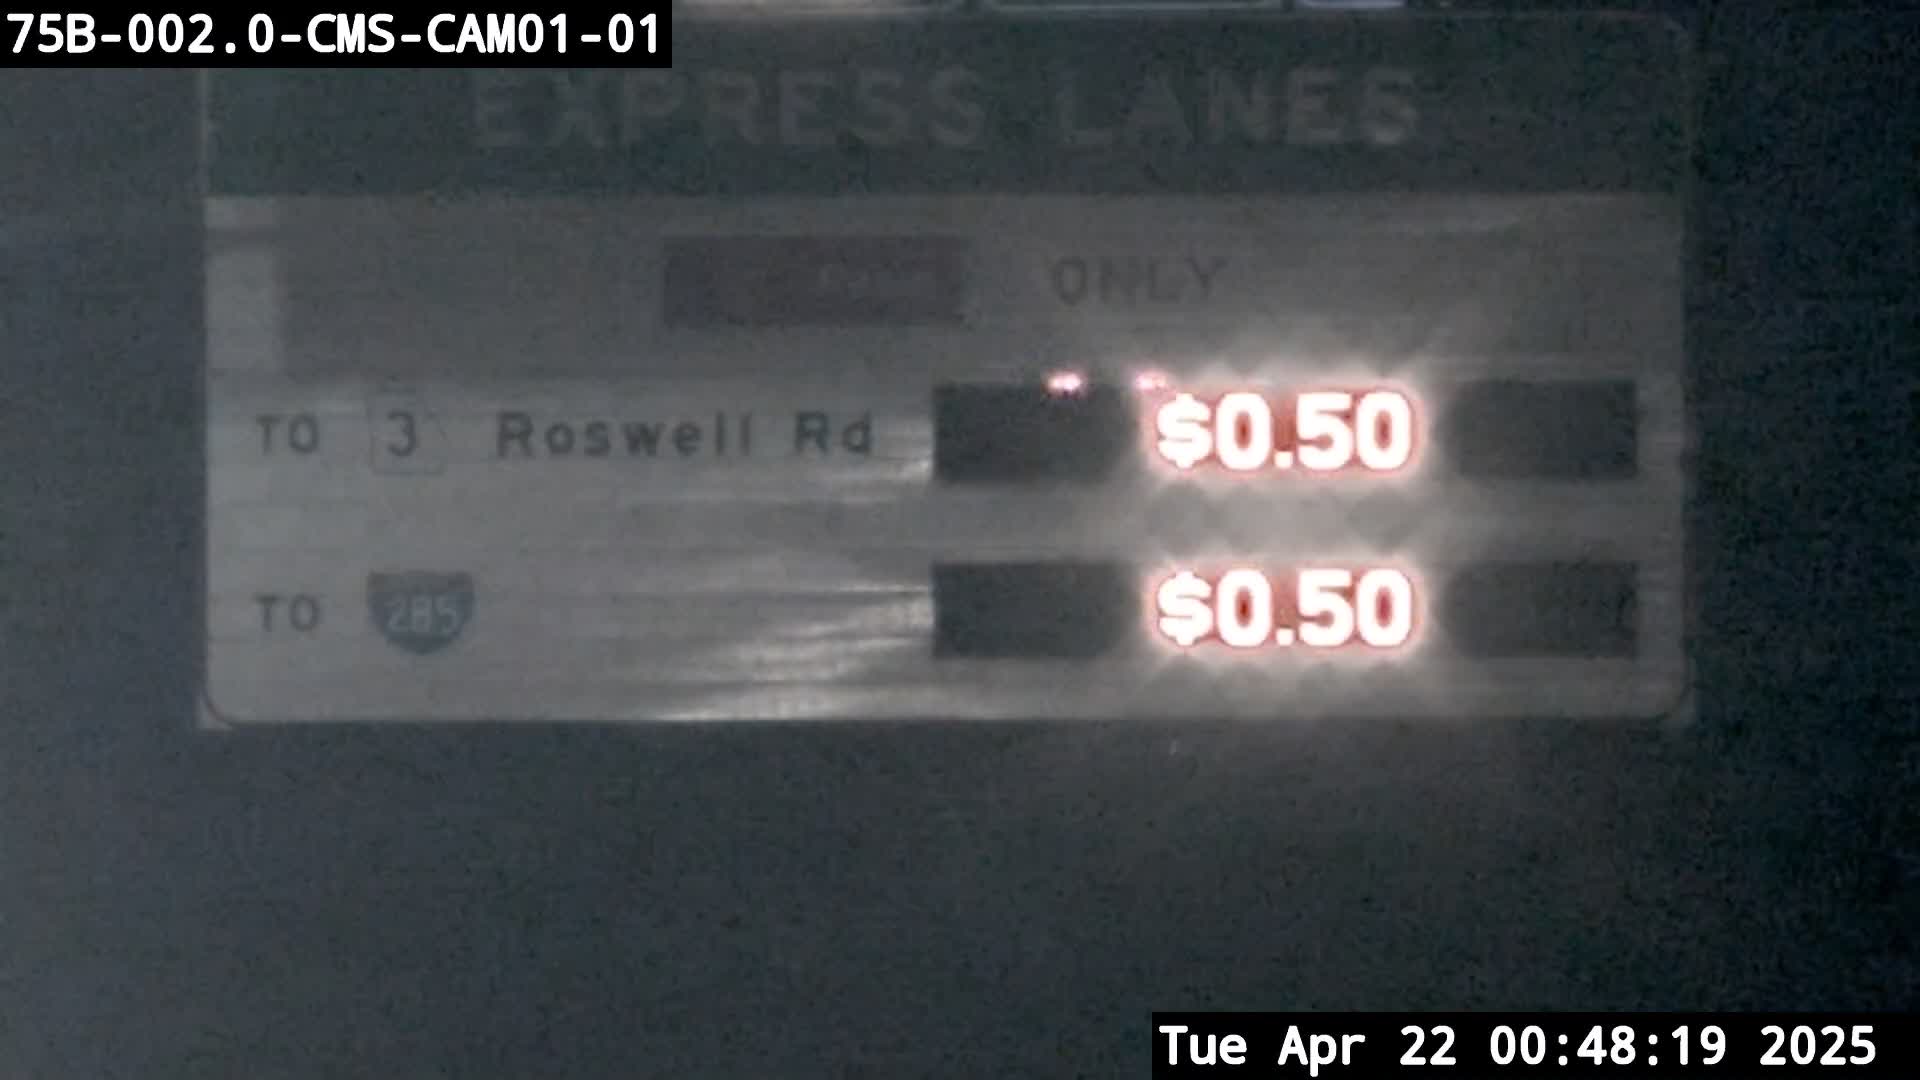 75B-002.0-CMS-CAM01-01
EXPRESS LANES
ONLY
TO 3 Roswell Rd $0.50
TO 285 $0.50
Tue Apr 22 00:48:19 2025